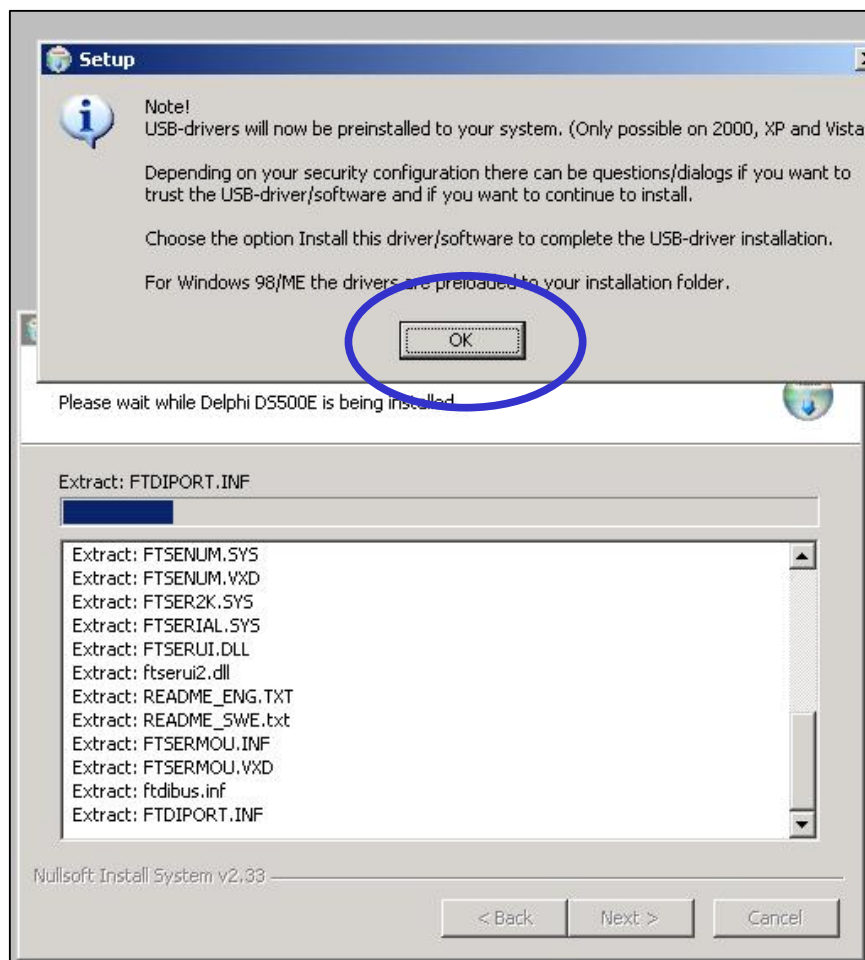 Setup
Note!
USB-drivers will now be preinstalled to your system. (Only possible on 2000, XP and Vista
Depending on your security configuration there can be questions/dialogs if you want to
trust the USB-driver/software and if you want to continue to install.
Choose the option Install this driver/software to complete the USB-driver installation.
For Windows 98/ME the drivers are preloaded to your installation folder.
OK
Please wait while Delphi DS500E is being installed.
Extract: FTDIPORT.INF
Extract: FTSENUM.SYS
Extract: FTSENUM.VXD
Extract: FTSER2K.SYS
Extract: FTSERIAL.SYS
Extract: FTSERUI.DLL
Extract: ftserui2.dll
Extract: README_ENG.TXT
Extract: README_SWE.txt
Extract: FTSERMOU.INF
Extract: FTSERMOU.VXD
Extract: ftdibus.inf
Extract: FTDIPORT.INF
Nullsoft Install System v2.33
< Back
Next >
Cancel